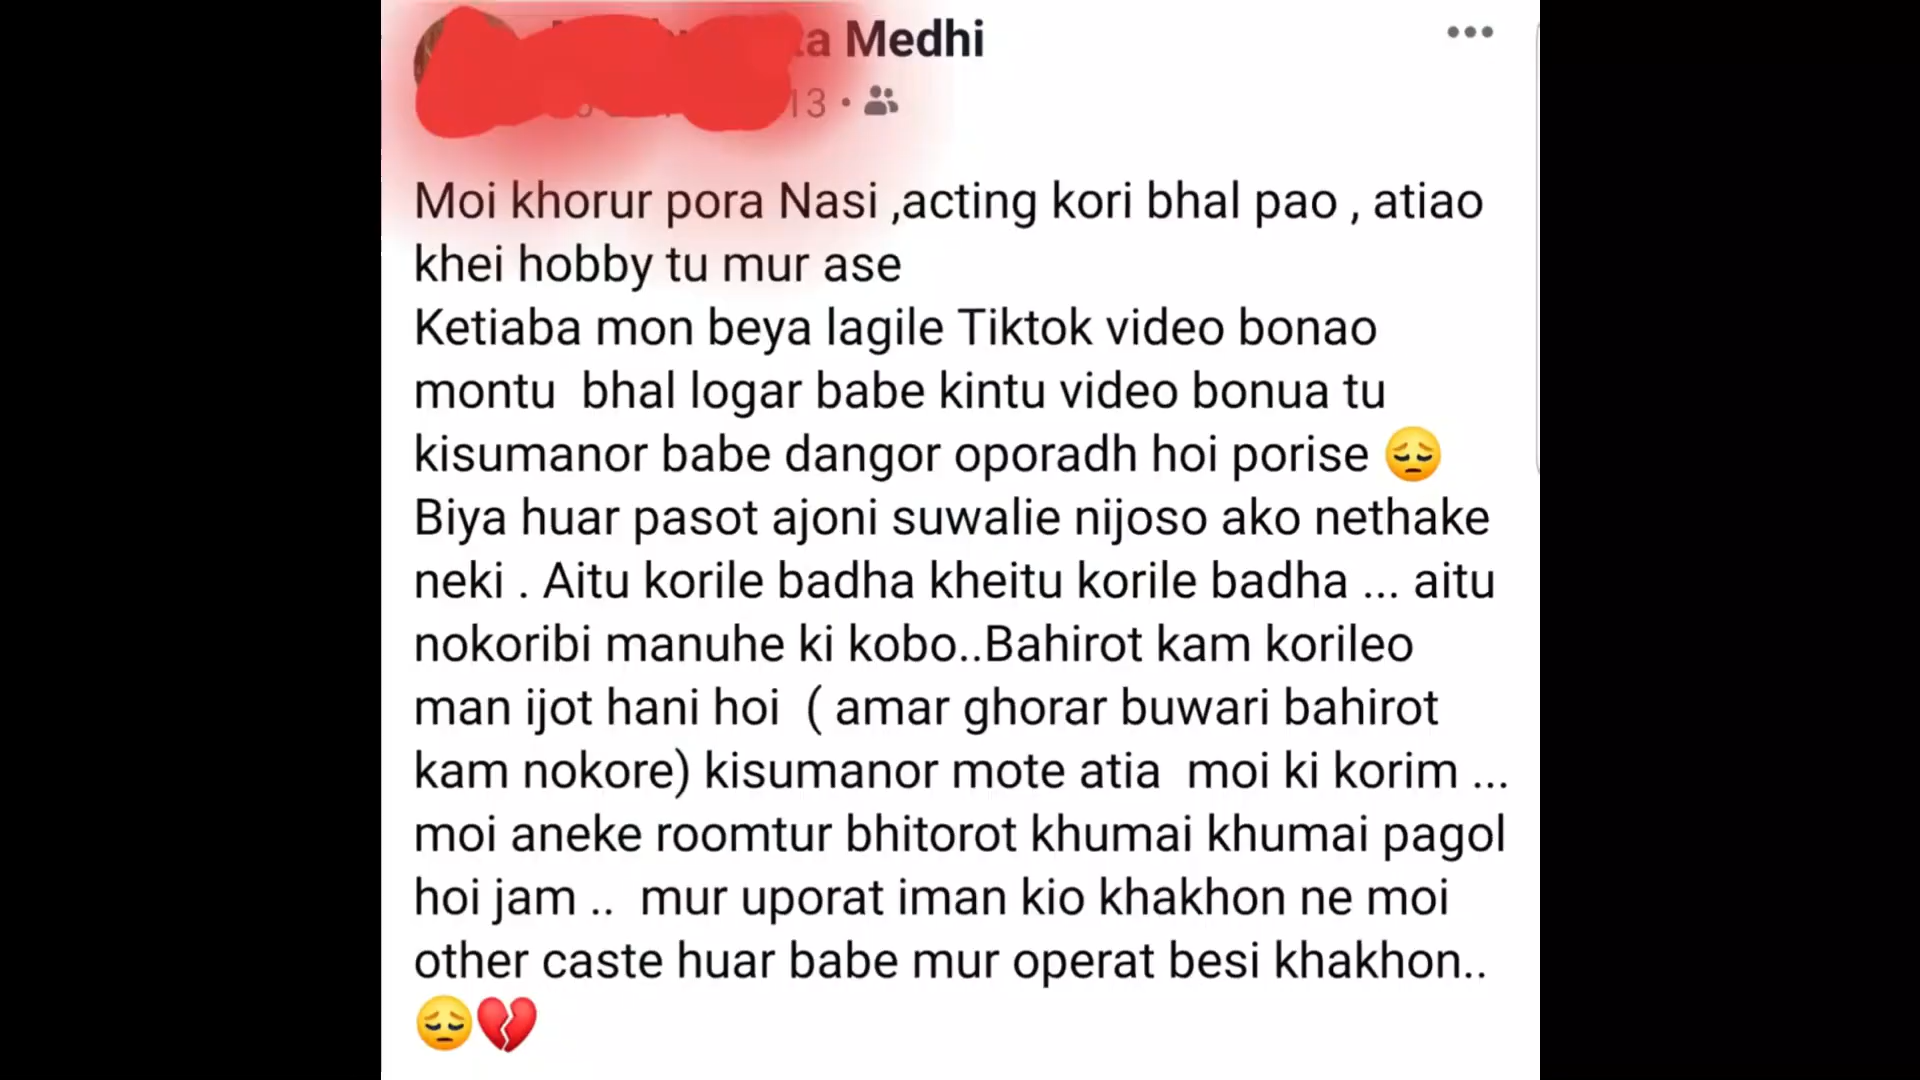 Medhi
13
Moi khorur pora Nasi ,acting kori bhal pao , atiao
khei hobby tu mur ase
Ketiaba mon beya lagile Tiktok video bonao
montu bhal logar babe kintu video bonua tu
kisumanor babe dangor oporadh hoi porise 😔
Biya huar pasot ajoni suwalie nijoso ako nethake
neki . Aitu korile badha kheitu korile badha ... aitu
nokoribi manuhe ki kobo..Bahirot kam korileo
man ijot hani hoi ( amar ghorar buwari bahirot
kam nokore) kisumanor mote atia moi ki korim ...
moi aneke roomtur bhitorot khumai khumai pagol
hoi jam .. mur uporat iman kio khakhon ne moi
other caste huar babe mur operat besi khakhon..
😔💔